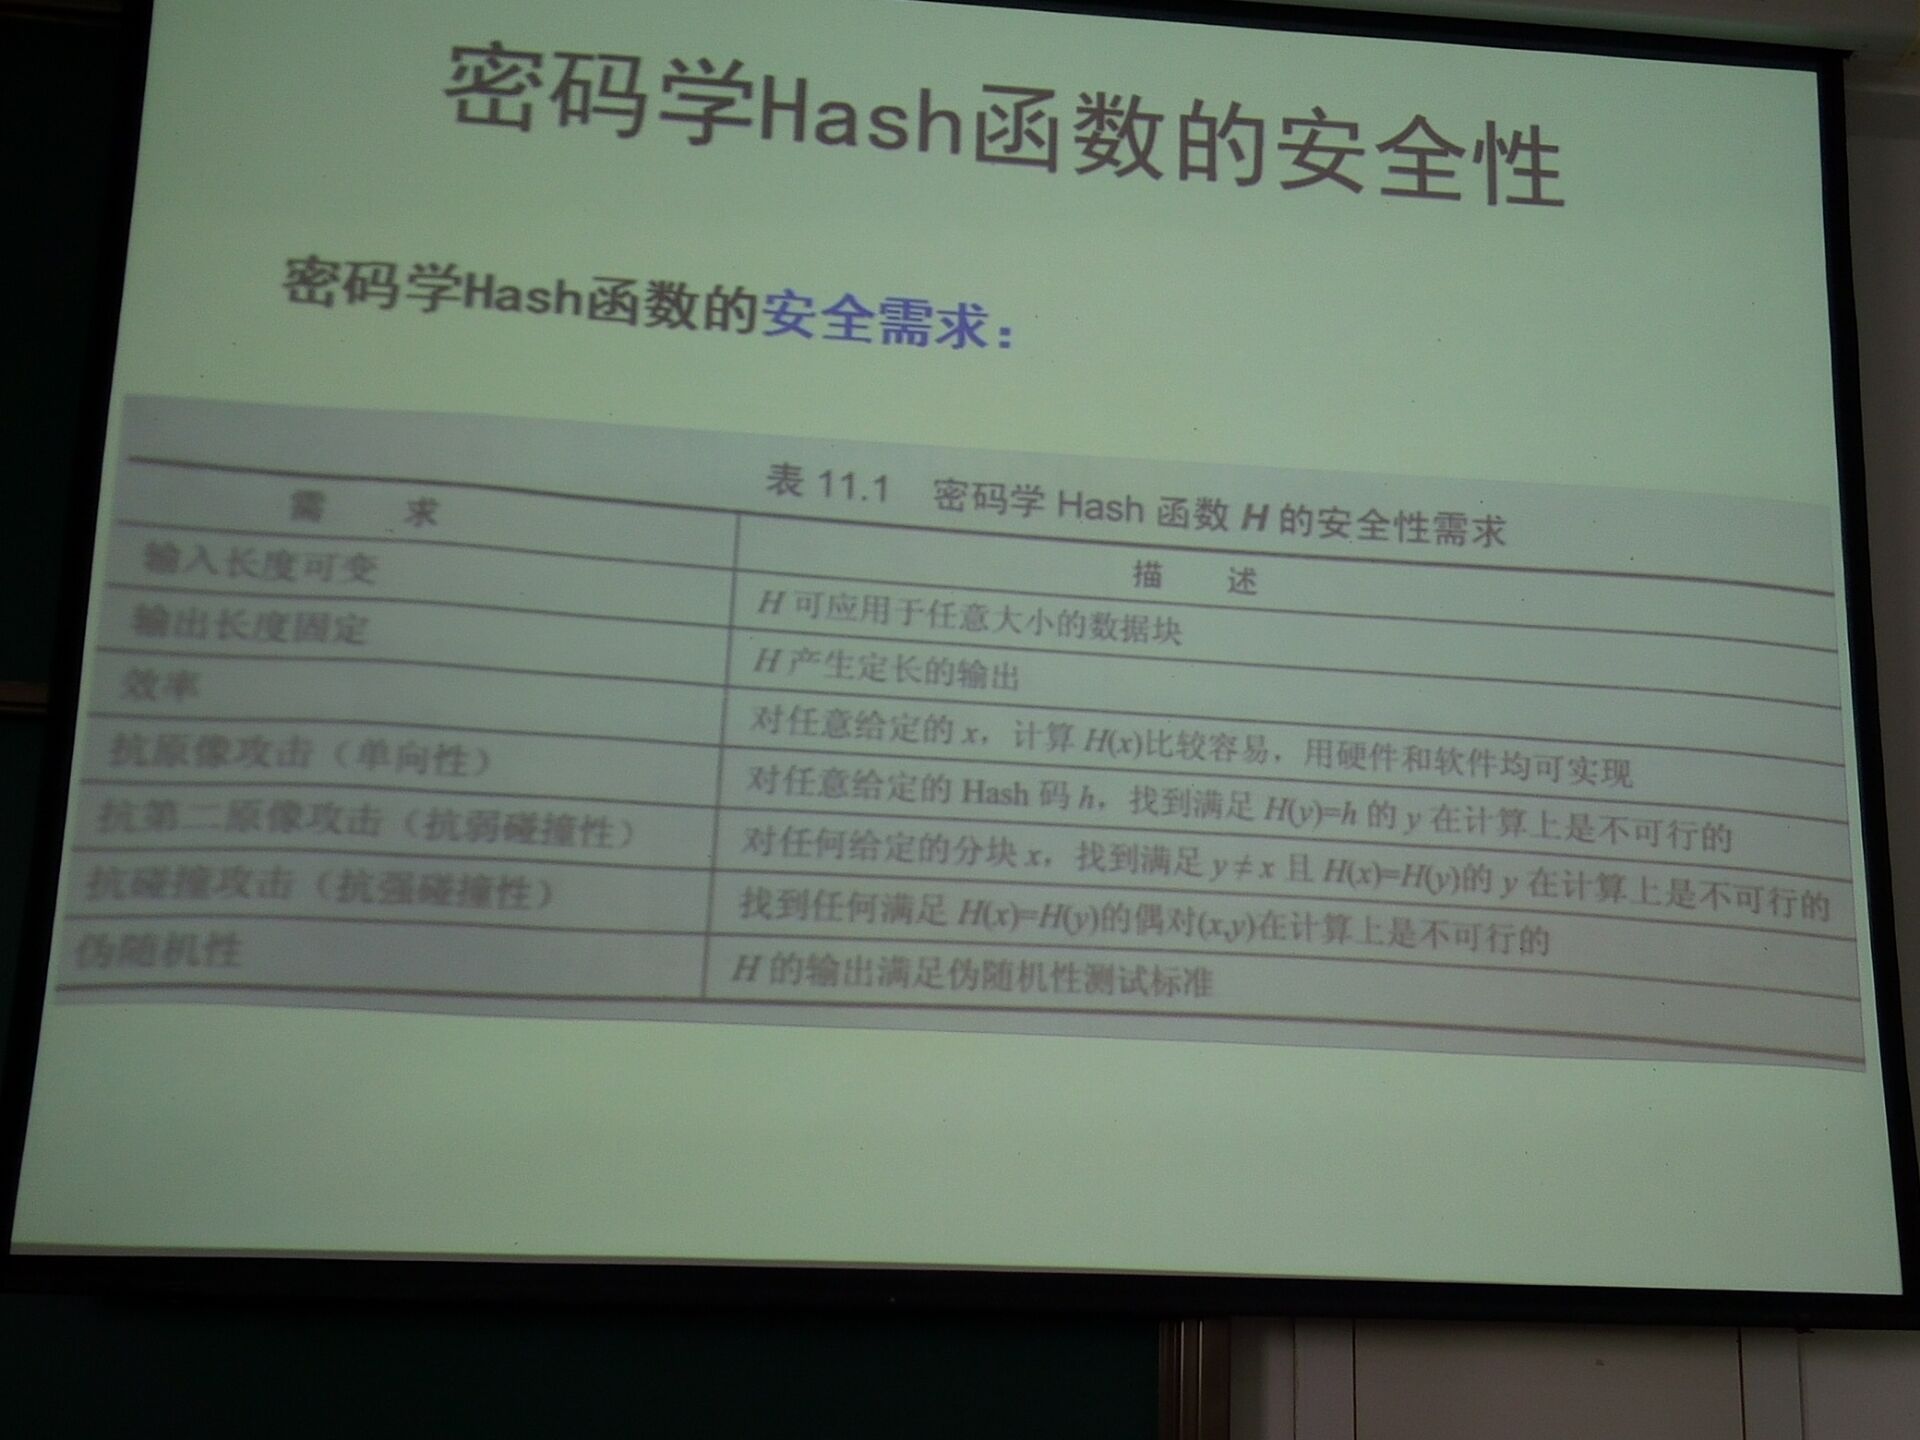 密码学Hash函数的安全性
密码学Hash函数的安全需求：
表 11.1 密码学 Hash 函数 H 的安全性需求
需 求 描 述
输入长度可变 H 可应用于任意大小的数据块
输出长度固定 H 产生定长的输出
效率 对任意给定的 x，计算 H(x)比较容易，用硬件和软件均可实现
抗原像攻击（单向性） 对任意给定的 Hash 码 h，找到满足 H(y)=h 的 y 在计算上是不可行的
抗第二原像攻击（抗弱碰撞性） 对任何给定的分块 x，找到满足 y≠x 且 H(x)=H(y)的 y 在计算上是不可行的
抗碰撞攻击（抗强碰撞性） 找到任何满足 H(x)=H(y)的偶对(x,y)在计算上是不可行的
伪随机性 H 的输出满足伪随机性测试标准